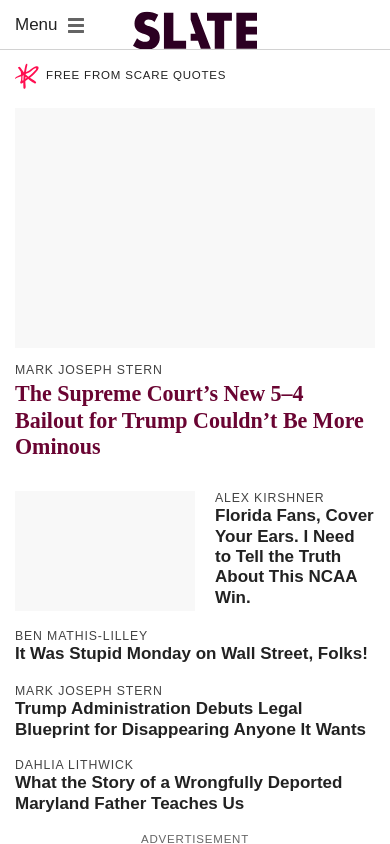 Menu
SLATE
FREE FROM SCARE QUOTES
MARK JOSEPH STERN
The Supreme Court’s New 5–4
Bailout for Trump Couldn’t Be More
Ominous
ALEX KIRSHNER
Florida Fans, Cover
Your Ears. I Need
to Tell the Truth
About This NCAA
Win.
BEN MATHIS-LILLEY
It Was Stupid Monday on Wall Street, Folks!
MARK JOSEPH STERN
Trump Administration Debuts Legal
Blueprint for Disappearing Anyone It Wants
DAHLIA LITHWICK
What the Story of a Wrongfully Deported
Maryland Father Teaches Us
ADVERTISEMENT